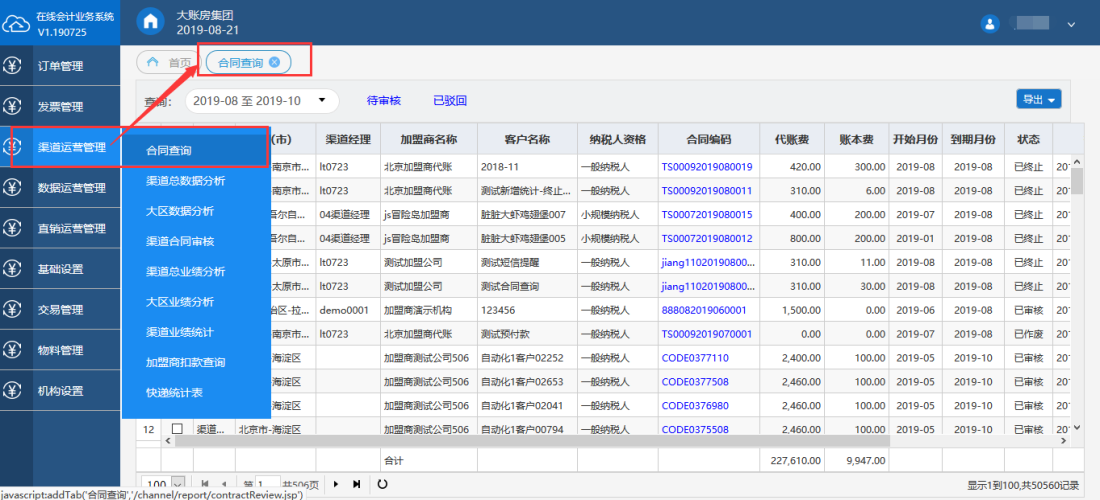 在线会计业务系统
V1.190725
大账房集团
2019-08-21
订单管理
发票管理
渠道运营管理
数据运营管理
直销运营管理
基础设置
交易管理
物料管理
机构设置
首页
合同查询
查询:
2019-08 至 2019-10
待审核
已驳回
导出
合同查询
渠道总数据分析
大区数据分析
渠道合同审核
渠道总业绩分析
大区业绩分析
渠道业绩统计
加盟商扣款查询
快递统计表
(市) 渠道经理 加盟商名称 客户名称 纳税人资格 合同编码 代账费 账本费 开始月份 到期月份 状态
南京市... lt0723 北京加盟商代账 2018-11 一般纳税人 TS00092019080019 420.00 300.00 2019-08 2019-08 已终止 20
南京市... lt0723 北京加盟商代账 测试新增统计-终止... 一般纳税人 TS00092019080011 310.00 6.00 2019-08 2019-08 已终止 20
吾尔自... 04渠道经理 js冒险岛加盟商 脏脏大虾鸡翅堡007 小规模纳税人 TS00072019080015 400.00 200.00 2019-07 2019-08 已终止 20
吾尔自... 04渠道经理 js冒险岛加盟商 脏脏大虾鸡翅堡005 小规模纳税人 TS00072019080012 800.00 200.00 2019-01 2019-08 已终止 20
太原市... lt0723 测试加盟公司 测试短信提醒 一般纳税人 jiang11020190800... 310.00 11.00 2019-08 2019-08 已终止 20
太原市... lt0723 测试加盟公司 测试合同查询 一般纳税人 jiang11020190800... 310.00 30.00 2019-08 2019-08 已终止 20
治区-拉... demo0001 加盟商演示机构 123456 一般纳税人 888082019060001 1,500.00 0.00 2019-06 2019-08 已审核 20
南京市... lt0723 北京加盟商代账 测试预付款 一般纳税人 TS00092019070001 0.00 0.00 2019-07 2019-08 已作废 20
海淀区 加盟商测试公司506 自动化1客户02252 一般纳税人 CODE0377110 2,400.00 100.00 2019-05 2019-10 已审核 20
海淀区 加盟商测试公司506 自动化1客户02653 一般纳税人 CODE0377508 2,460.00 100.00 2019-05 2019-10 已审核 20
海淀区 加盟商测试公司506 自动化1客户02041 一般纳税人 CODE0376980 2,460.00 100.00 2019-05 2019-10 已审核 20
12 渠道... 北京市-海淀区 加盟商测试公司506 自动化1客户00794 一般纳税人 CODE0375508 2,460.00 100.00 2019-05 2019-10 已审核 20
合计 227,610.00 9,947.00
100 第 1 共506页 显示1到100,共50560记录
javascript:addTab('合同查询','/channel/report/contractReview.jsp')